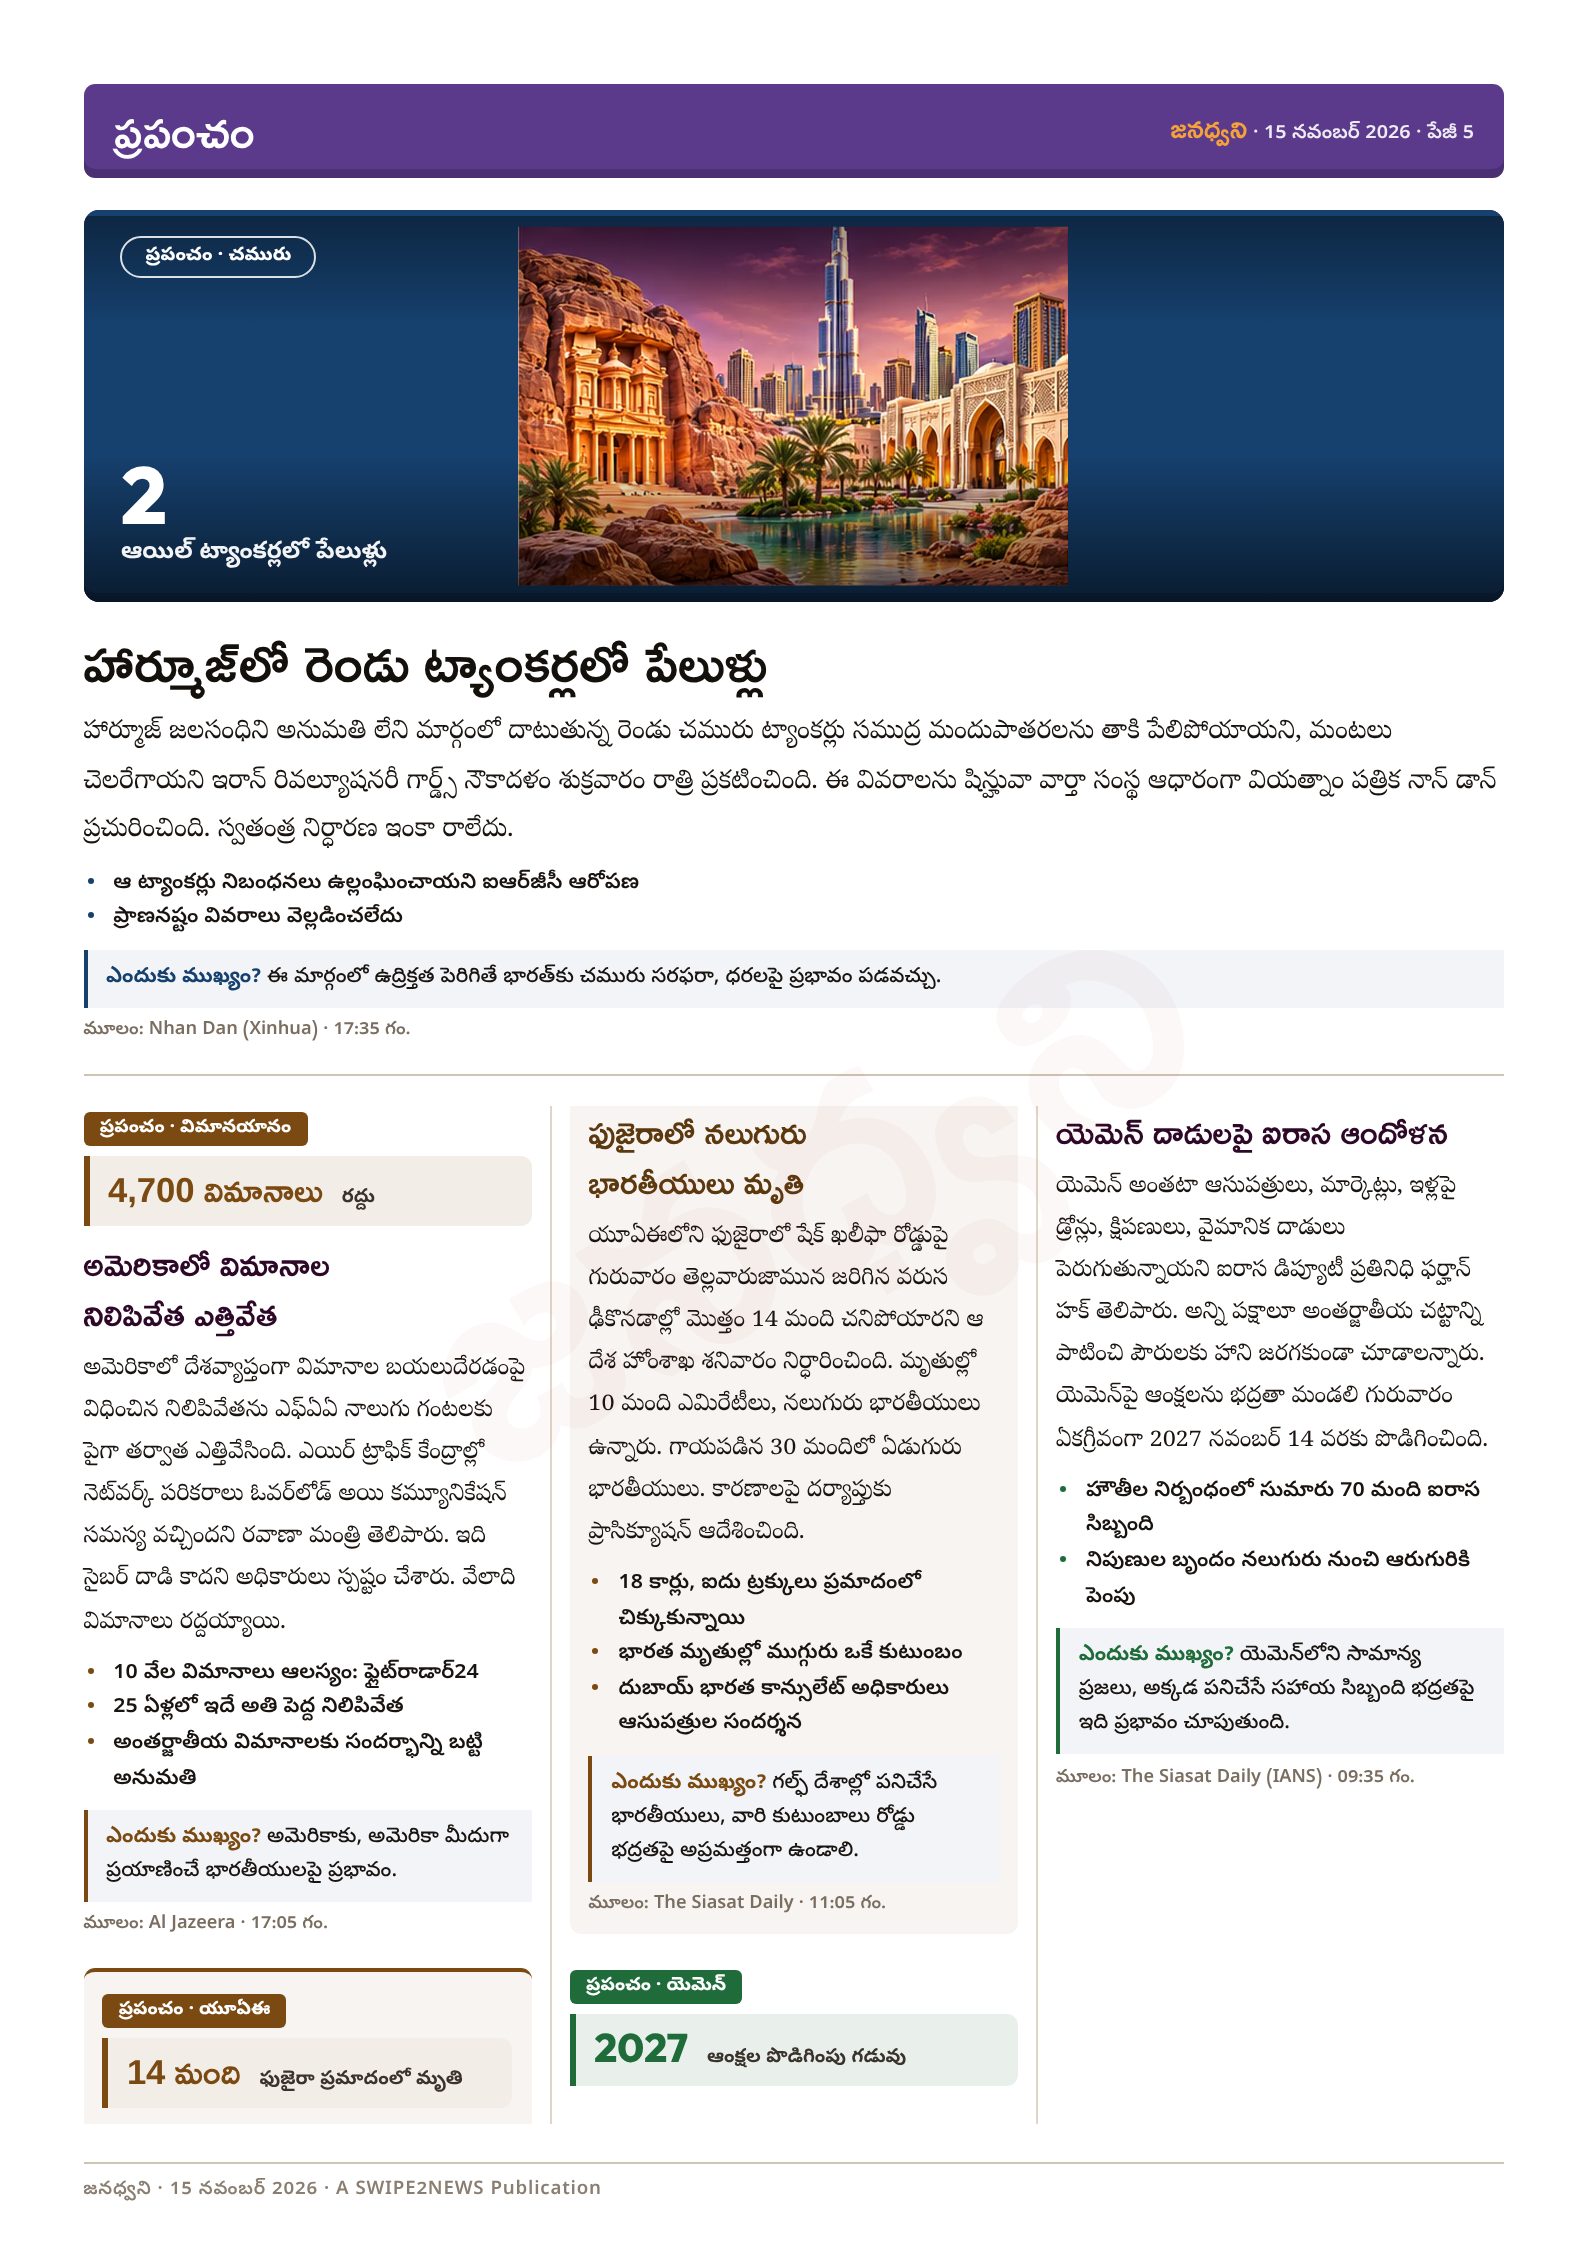 ప్రపంచం
జనధ్వని · 15 నవంబర్ 2026 · పేజీ 5
ప్రపంచం · చమురు
2
ఆయిల్ ట్యాంకర్లలో పేలుళ్లు
హార్మూజ్‌లో రెండు ట్యాంకర్లలో పేలుళ్లు
హార్మూజ్ జలసంధిని అనుమతి లేని మార్గంలో దాటుతున్న రెండు చమురు ట్యాంకర్లు సముద్ర మందుపాతరలను తాకి పేలిపోయాయని, మంటలు
చెలరేగాయని ఇరాన్ రివల్యూషనరీ గార్డ్స్ నౌకాదళం శుక్రవారం రాత్రి ప్రకటించింది. ఈ వివరాలను షిన్హువా వార్తా సంస్థ ఆధారంగా వియత్నాం పత్రిక నాన్ డాన్
ప్రచురించింది. స్వతంత్ర నిర్ధారణ ఇంకా రాలేదు.
• ఆ ట్యాంకర్లు నిబంధనలు ఉల్లంఘించాయని ఐఆర్‌జీసీ ఆరోపణ
• ప్రాణనష్టం వివరాలు వెల్లడించలేదు
ఎందుకు ముఖ్యం? ఈ మార్గంలో ఉద్రిక్తత పెరిగితే భారత్‌కు చమురు సరఫరా, ధరలపై ప్రభావం పడవచ్చు.
మూలం: Nhan Dan (Xinhua) · 17:35 గం.
ప్రపంచం · విమానయానం
4,700 విమానాలు రద్దు
అమెరికాలో విమానాల
నిలిపివేత ఎత్తివేత
అమెరికాలో దేశవ్యాప్తంగా విమానాల బయలుదేరడంపై
విధించిన నిలిపివేతను ఎఫ్ఏఏ నాలుగు గంటలకు
పైగా తర్వాత ఎత్తివేసింది. ఎయిర్ ట్రాఫిక్ కేంద్రాల్లో
నెట్‌వర్క్ పరికరాలు ఓవర్‌లోడ్ అయి కమ్యూనికేషన్
సమస్య వచ్చిందని రవాణా మంత్రి తెలిపారు. ఇది
సైబర్ దాడి కాదని అధికారులు స్పష్టం చేశారు. వేలాది
విమానాలు రద్దయ్యాయి.
• 10 వేల విమానాలు ఆలస్యం: ఫ్లైట్‌రాడార్24
• 25 ఏళ్లలో ఇదే అతి పెద్ద నిలిపివేత
• అంతర్జాతీయ విమానాలకు సందర్భాన్ని బట్టి
అనుమతి
ఎందుకు ముఖ్యం? అమెరికాకు, అమెరికా మీదుగా
ప్రయాణించే భారతీయులపై ప్రభావం.
మూలం: Al Jazeera · 17:05 గం.
ప్రపంచం · యూఏఈ
14 మంది ఫుజైరా ప్రమాదంలో మృతి
ఫుజైరాలో నలుగురు
భారతీయులు మృతి
యూఏఈలోని ఫుజైరాలో షేక్ ఖలీఫా రోడ్డుపై
గురువారం తెల్లవారుజామున జరిగిన వరుస
ఢీకొనడాల్లో మొత్తం 14 మంది చనిపోయారని ఆ
దేశ హోంశాఖ శనివారం నిర్ధారించింది. మృతుల్లో
10 మంది ఎమిరేటీలు, నలుగురు భారతీయులు
ఉన్నారు. గాయపడిన 30 మందిలో ఏడుగురు
భారతీయులు. కారణాలపై దర్యాప్తుకు
ప్రాసిక్యూషన్ ఆదేశించింది.
• 18 కార్లు, ఐదు ట్రక్కులు ప్రమాదంలో
చిక్కుకున్నాయి
• భారత మృతుల్లో ముగ్గురు ఒకే కుటుంబం
• దుబాయ్ భారత కాన్సులేట్ అధికారులు
ఆసుపత్రుల సందర్శన
ఎందుకు ముఖ్యం? గల్ఫ్ దేశాల్లో పనిచేసే
భారతీయులు, వారి కుటుంబాలు రోడ్డు
భద్రతపై అప్రమత్తంగా ఉండాలి.
మూలం: The Siasat Daily · 11:05 గం.
ప్రపంచం · యెమెన్
2027 ఆంక్షల పొడిగింపు గడువు
యెమెన్ దాడులపై ఐరాస ఆందోళన
యెమెన్ అంతటా ఆసుపత్రులు, మార్కెట్లు, ఇళ్లపై
డ్రోన్లు, క్షిపణులు, వైమానిక దాడులు
పెరుగుతున్నాయని ఐరాస డిప్యూటీ ప్రతినిధి ఫర్హాన్
హక్ తెలిపారు. అన్ని పక్షాలూ అంతర్జాతీయ చట్టాన్ని
పాటించి పౌరులకు హాని జరగకుండా చూడాలన్నారు.
యెమెన్‌పై ఆంక్షలను భద్రతా మండలి గురువారం
ఏకగ్రీవంగా 2027 నవంబర్ 14 వరకు పొడిగించింది.
• హౌతీల నిర్బంధంలో సుమారు 70 మంది ఐరాస
సిబ్బంది
• నిపుణుల బృందం నలుగురు నుంచి ఆరుగురికి
పెంపు
ఎందుకు ముఖ్యం? యెమెన్‌లోని సామాన్య
ప్రజలు, అక్కడ పనిచేసే సహాయ సిబ్బంది భద్రతపై
ఇది ప్రభావం చూపుతుంది.
మూలం: The Siasat Daily (IANS) · 09:35 గం.
జనధ్వని
జనధ్వని · 15 నవంబర్ 2026 · A SWIPE2NEWS Publication